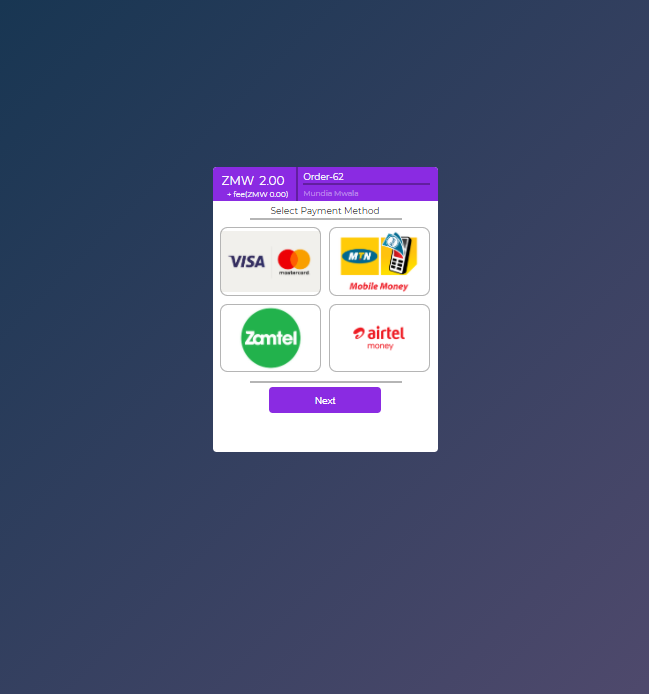 ZMW 2.00
+ fee(ZMW 0.00)
Order-62
Mundia Mwala
Select Payment Method
VISA
mastercard
MTN
Mobile Money
Zamtel
airtel
money
Next